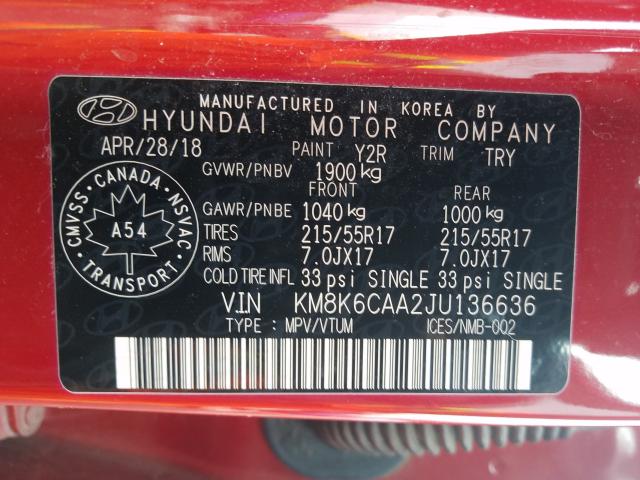 MANUFACTURED IN KOREA BY
HYUNDAI MOTOR COMPANY
APR/28/18 PAINT Y2R TRIM TRY
GVWR/PNBV 1900 kg
FRONT REAR
GAWR/PNBE 1040 kg 1000 kg
TIRES 215/55R17 215/55R17
RIMS 7.0JX17 7.0JX17
COLD TIRE INFL 33 psi SINGLE 33 psi SINGLE
VIN KM8K6CAA2JU136636
TYPE : MPV/VTUM ICES/NMB-002
CMVSS • CANADA • NSVAC
A54
TRANSPORT